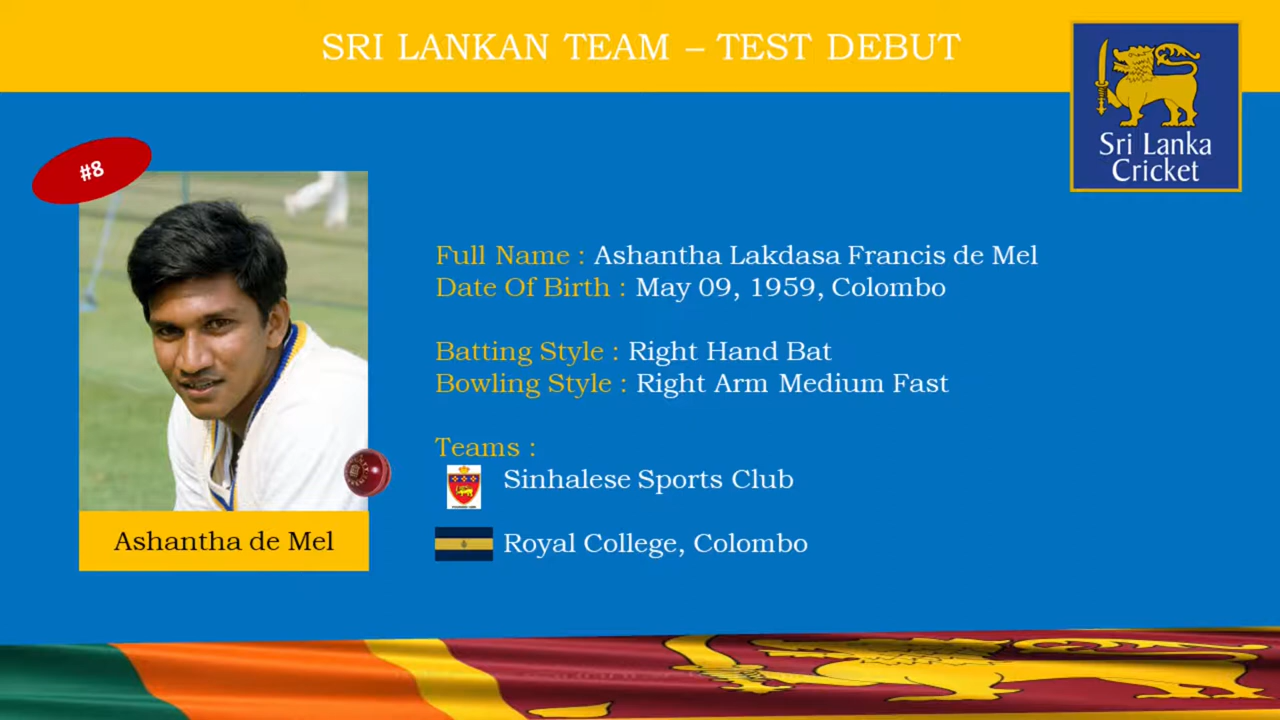 SRI LANKAN TEAM – TEST DEBUT
Sri Lanka
Cricket
#8
Full Name : Ashantha Lakdasa Francis de Mel
Date Of Birth : May 09, 1959, Colombo
Batting Style : Right Hand Bat
Bowling Style : Right Arm Medium Fast
Teams :
Sinhalese Sports Club
Royal College, Colombo
Ashantha de Mel